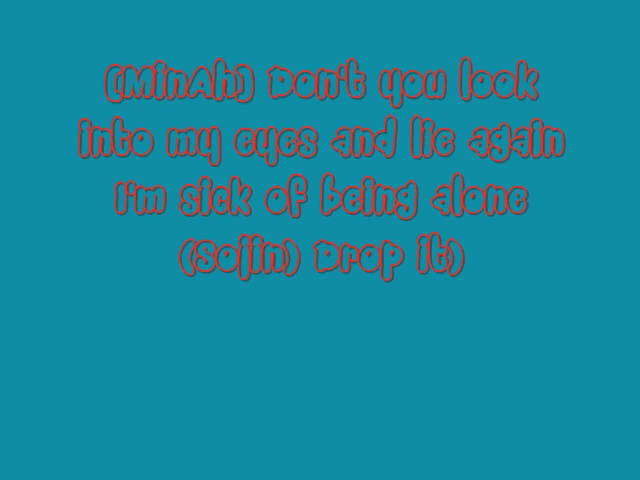 (MinAh) Don't you look
into my eyes and lie again
I'm sick of being alone
(Sojin) Drop it)